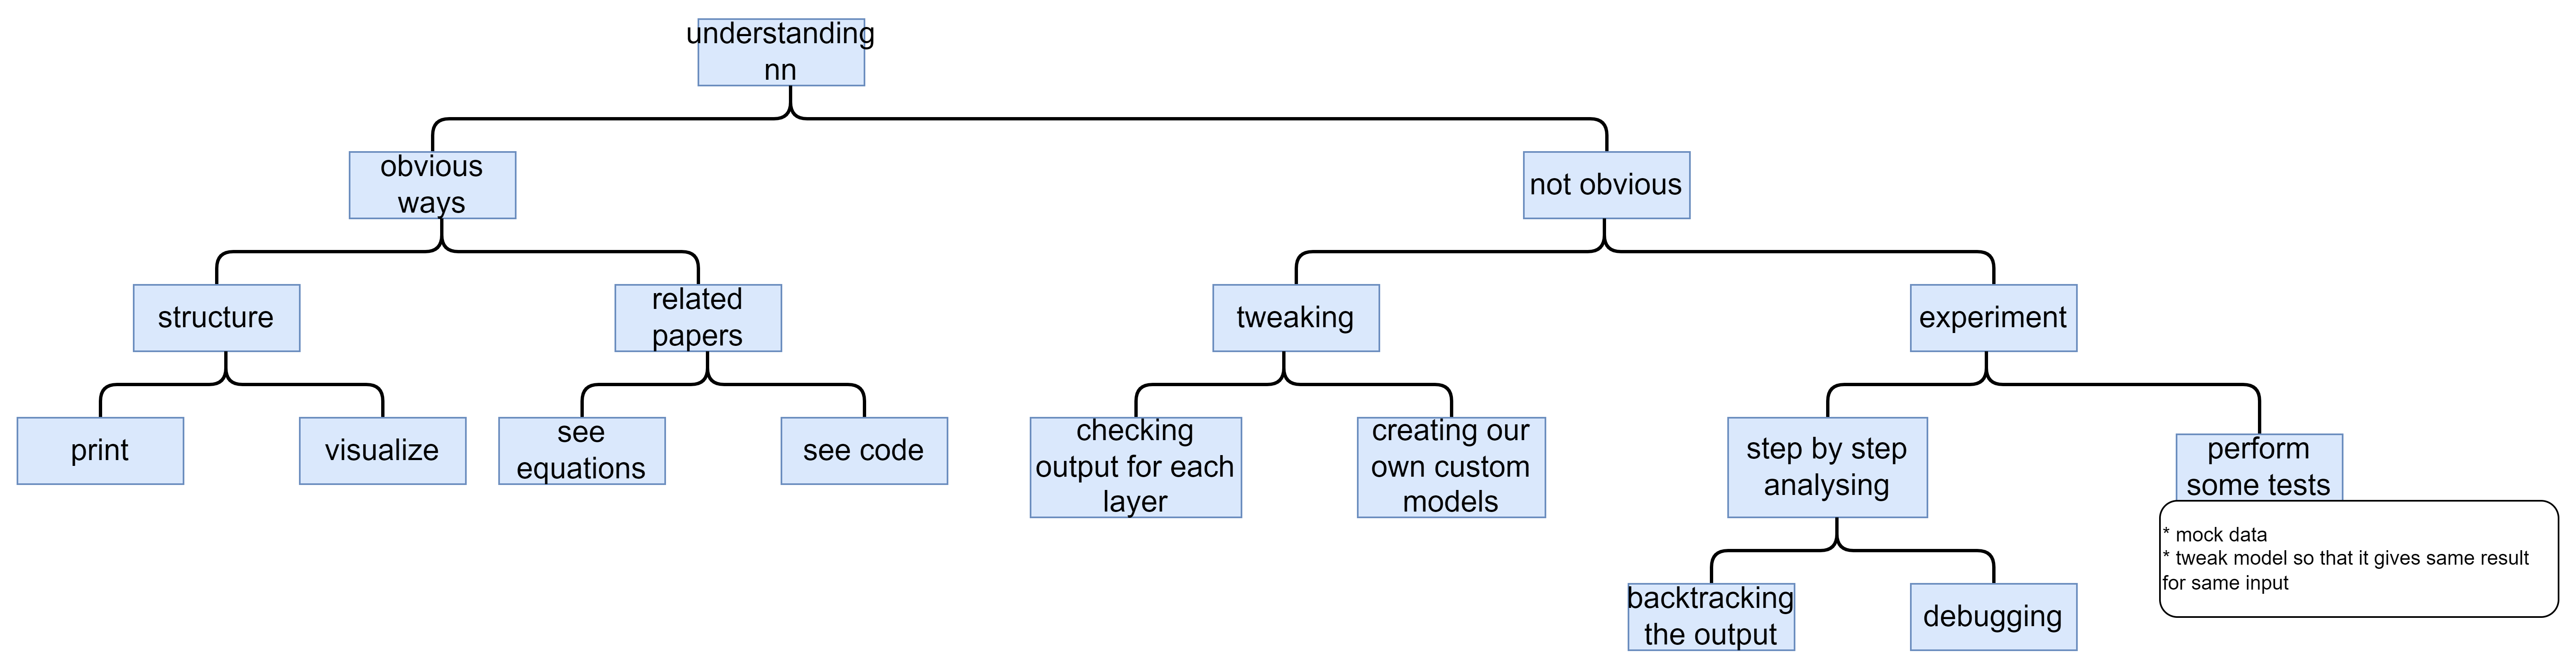 understanding
nn
obvious
ways
not obvious
structure
related
papers
tweaking
experiment
print
visualize
see
equations
see code
checking
output for each
layer
creating our
own custom
models
step by step
analysing
perform
some tests
* mock data
* tweak model so that it gives same result
for same input
backtracking
the output
debugging